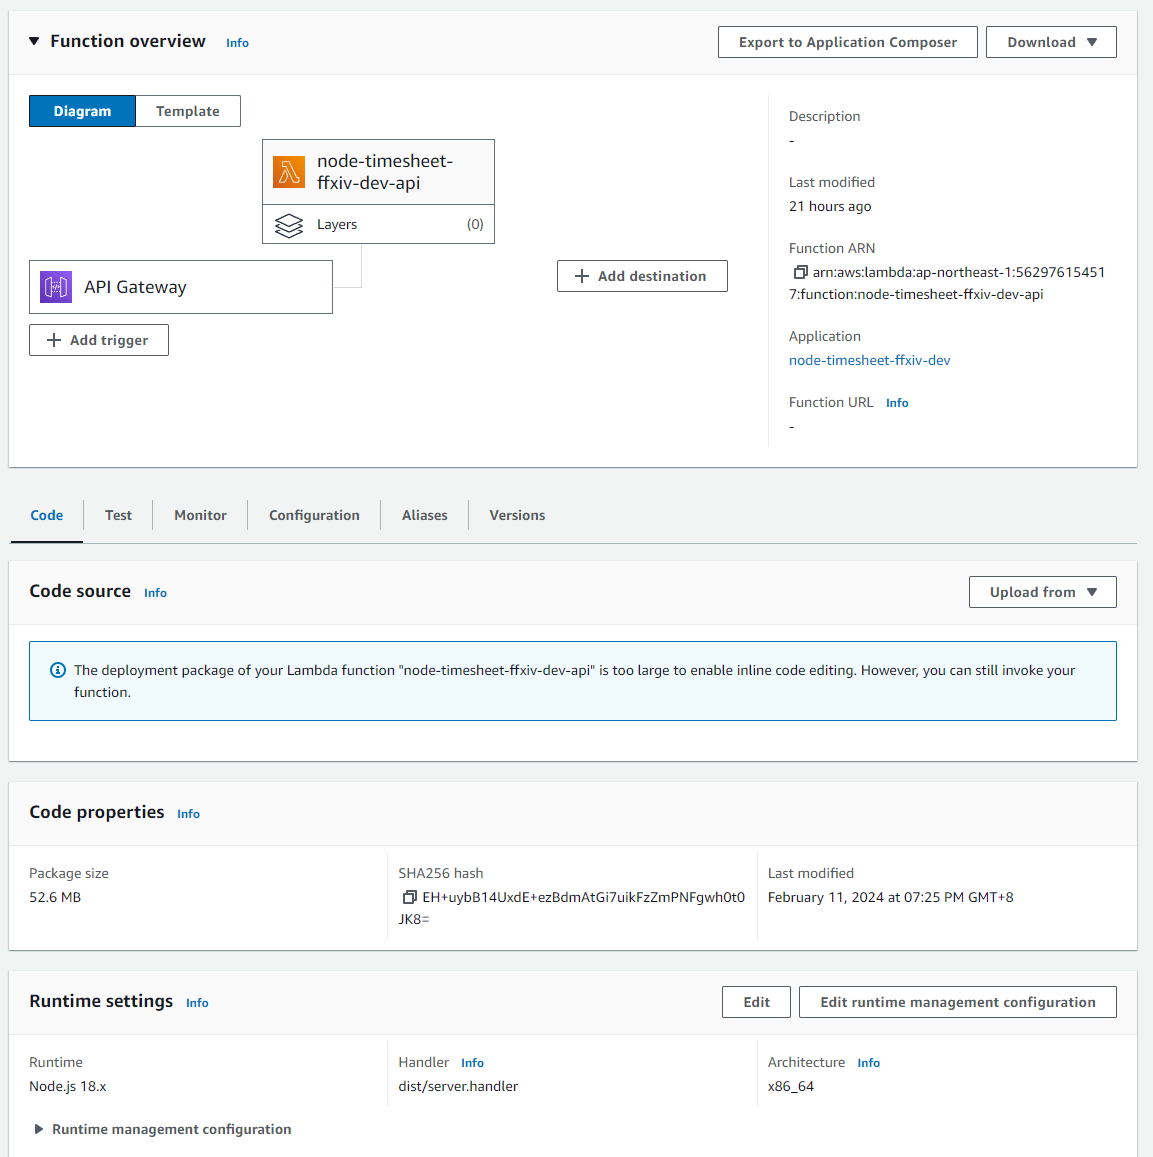 Function overview Info
Export to Application Composer
Download
Diagram
Template
node-timesheet-
ffxiv-dev-api
Layers (0)
API Gateway
Add trigger
Add destination
Description
-
Last modified
21 hours ago
Function ARN
arn:aws:lambda:ap-northeast-1:56297615451
7:function:node-timesheet-ffxiv-dev-api
Application
node-timesheet-ffxiv-dev
Function URL Info
-
Code
Test
Monitor
Configuration
Aliases
Versions
Code source Info
Upload from
The deployment package of your Lambda function "node-timesheet-ffxiv-dev-api" is too large to enable inline code editing. However, you can still invoke your
function.
Code properties Info
Package size
52.6 MB
SHA256 hash
EH+uybB14UxdE+ezBdmAtGi7uikFzZmPNFgwh0t0
JK8=
Last modified
February 11, 2024 at 07:25 PM GMT+8
Runtime settings Info
Edit
Edit runtime management configuration
Runtime
Node.js 18.x
Handler Info
dist/server.handler
Architecture Info
x86_64
Runtime management configuration